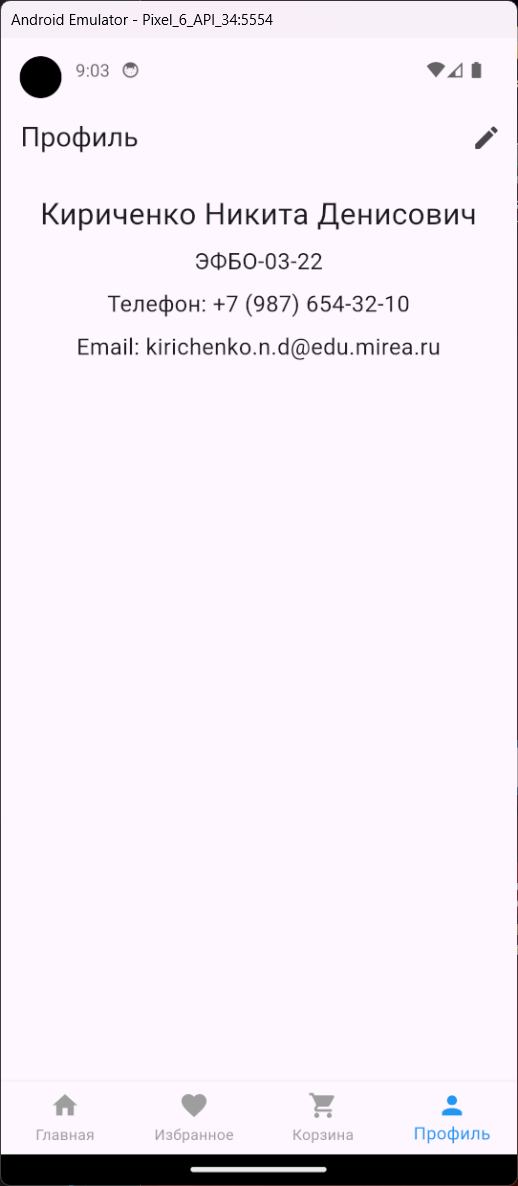 Android Emulator - Pixel_6_API_34:5554
9:03
Профиль
Кириченко Никита Денисович
ЭФБО-03-22
Телефон: +7 (987) 654-32-10
Email: kirichenko.n.d@edu.mirea.ru
Главная Избранное Корзина Профиль